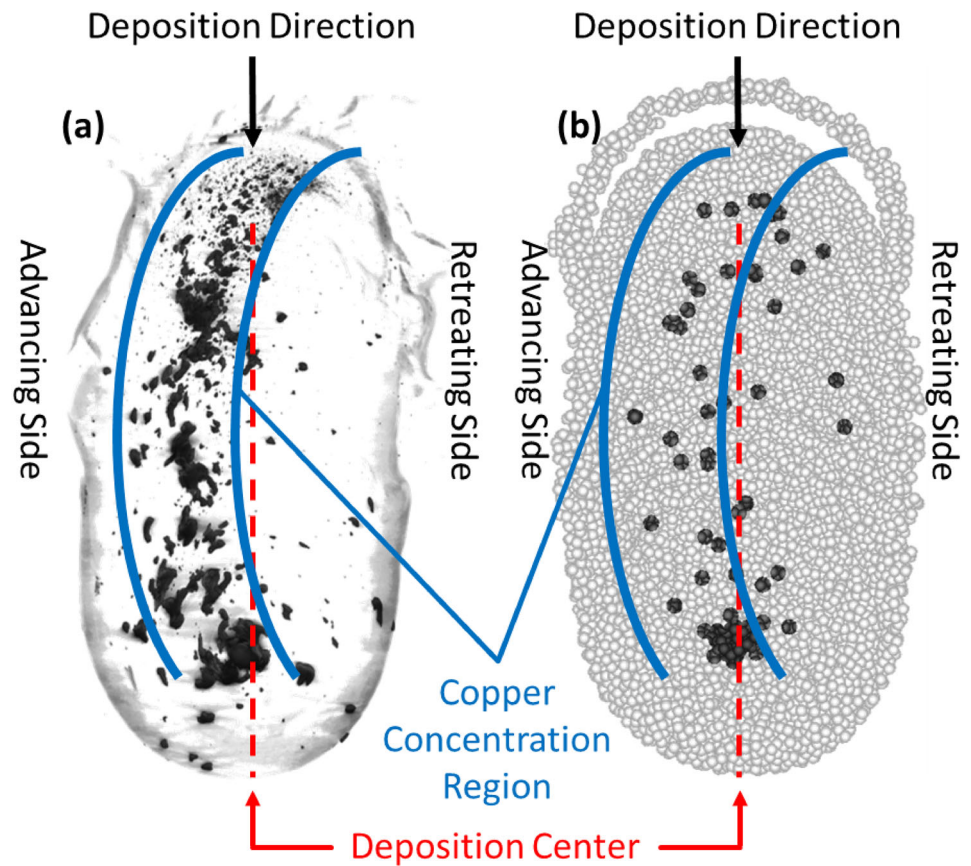 Deposition Direction
Deposition Direction
(a)
(b)
Advancing Side
Retreating Side
Advancing Side
Retreating Side
Copper
Concentration
Region
Deposition Center